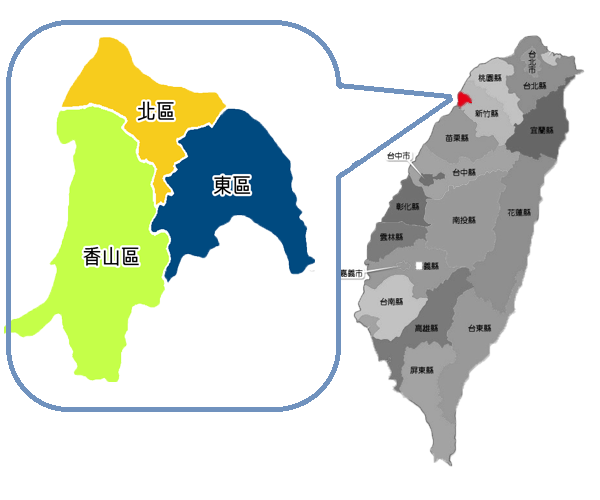 北區
東區
香山區
台北市
桃園縣
台北縣
新竹縣
宜蘭縣
苗栗縣
台中市
台中縣
彰化縣
南投縣
花蓮縣
雲林縣
嘉義市
義縣
台南縣
高雄縣
台東縣
屏東縣